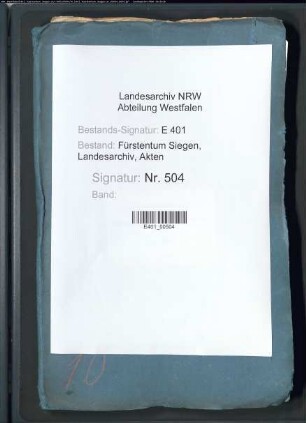 Landesarchiv NRW
Abteilung Westfalen
Bestands-Signatur: E 401
Bestand: Fürstentum Siegen,
Landesarchiv, Akten
Signatur: Nr. 504
Band:
E401_00504